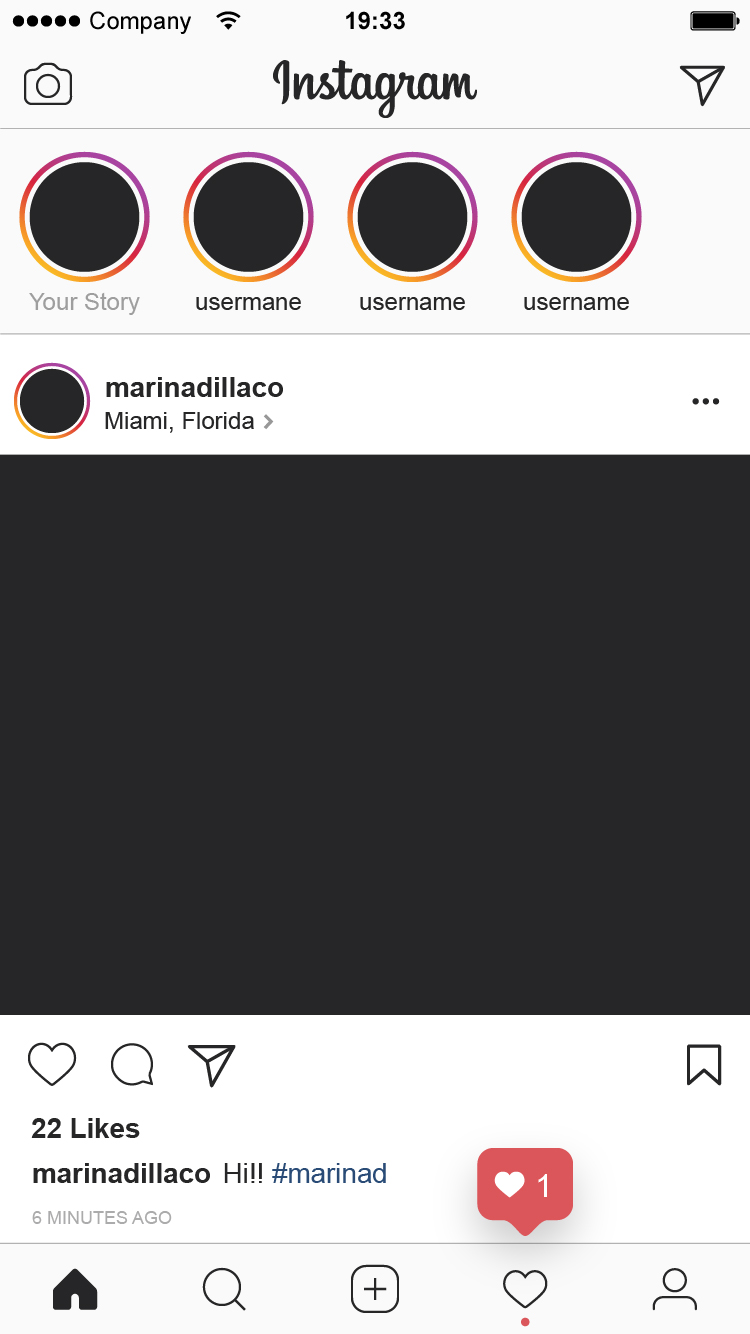 Company 19:33
Instagram
Your Story usermane username username
marinadillaco
Miami, Florida
22 Likes
marinadillaco Hi!! #marinad
1
6 MINUTES AGO